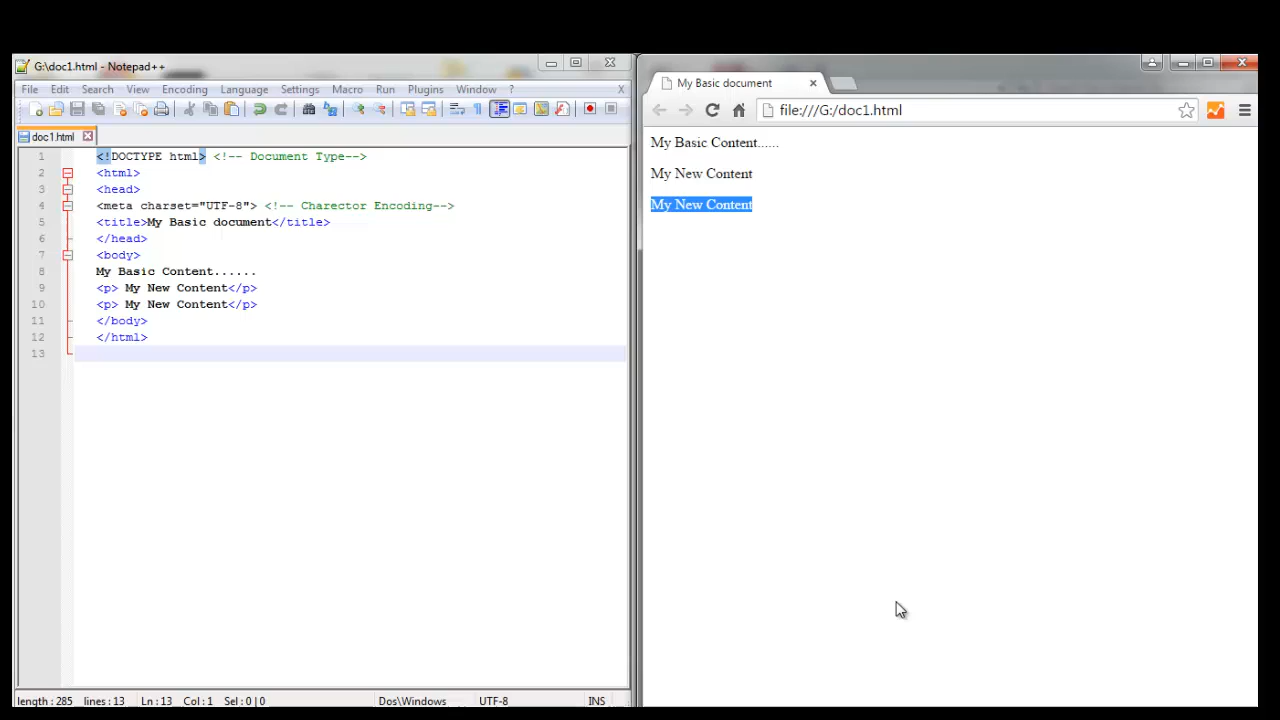 G:\doc1.html - Notepad++
File Edit Search View Encoding Language Settings Macro Run Plugins Window ? X
doc1.html
1 <!DOCTYPE html> <!-- Document Type-->
2 <html>
3 <head>
4 <meta charset="UTF-8"> <!-- Charector Encoding-->
5 <title>My Basic document</title>
6 </head>
7 <body>
8 My Basic Content......
9 <p> My New Content</p>
10 <p> My New Content</p>
11 </body>
12 </html>
13
length : 285 lines : 13 Ln : 13 Col : 1 Sel : 0 | 0 Dos\Windows UTF-8 INS
My Basic document
file:///G:/doc1.html
My Basic Content......
My New Content
My New Content